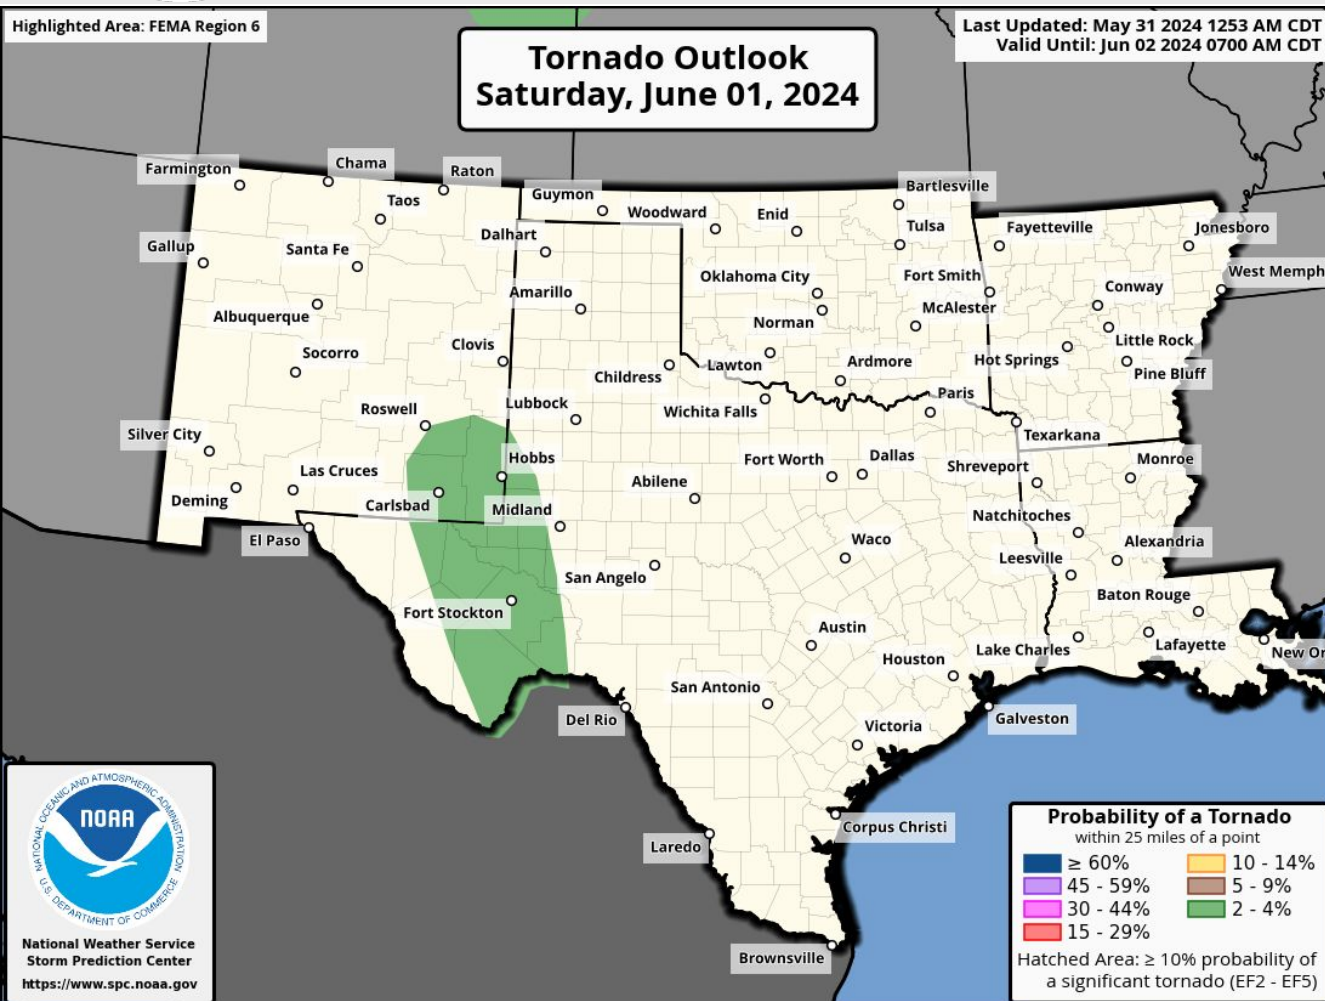 Highlighted Area: FEMA Region 6
Last Updated: May 31 2024 1253 AM CDT
Valid Until: Jun 02 2024 0700 AM CDT
Tornado Outlook
Saturday, June 01, 2024
Farmington
Chama
Raton
Taos
Guymon
Woodward
Enid
Bartlesville
Tulsa
Fayetteville
Jonesboro
Gallup
Santa Fe
Dalhart
Oklahoma City
Fort Smith
West Memph
Albuquerque
Amarillo
Norman
McAlester
Conway
Little Rock
Socorro
Clovis
Childress
Lawton
Ardmore
Hot Springs
Pine Bluff
Roswell
Lubbock
Wichita Falls
Paris
Texarkana
Silver City
Las Cruces
Hobbs
Abilene
Fort Worth
Dallas
Shreveport
Monroe
Deming
Carlsbad
Midland
Natchitoches
El Paso
San Angelo
Waco
Leesville
Alexandria
Fort Stockton
Austin
Baton Rouge
Houston
Lake Charles
Lafayette
New Or
San Antonio
Del Rio
Victoria
Galveston
Laredo
Corpus Christi
Brownsville
NATIONAL OCEANIC AND ATMOSPHERIC ADMINISTRATION
NOAA
U.S. DEPARTMENT OF COMMERCE
National Weather Service
Storm Prediction Center
https://www.spc.noaa.gov
Probability of a Tornado
within 25 miles of a point
≥ 60%
45 - 59%
30 - 44%
15 - 29%
10 - 14%
5 - 9%
2 - 4%
Hatched Area: ≥ 10% probability of
a significant tornado (EF2 - EF5)